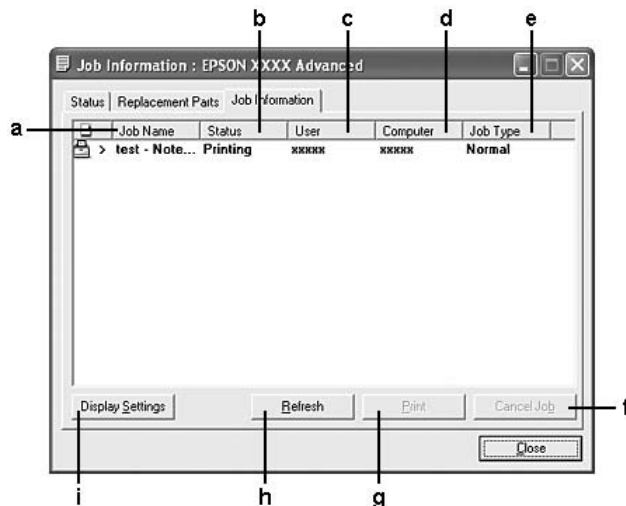 b c d e
Job Information : EPSON XXXX Advanced
Status Replacement Parts Job Information
a Job Name Status User Computer Job Type
> test - Note... Printing xxxxx xxxxx Normal
Display Settings Refresh Print Cancel Job f
Close
i h g